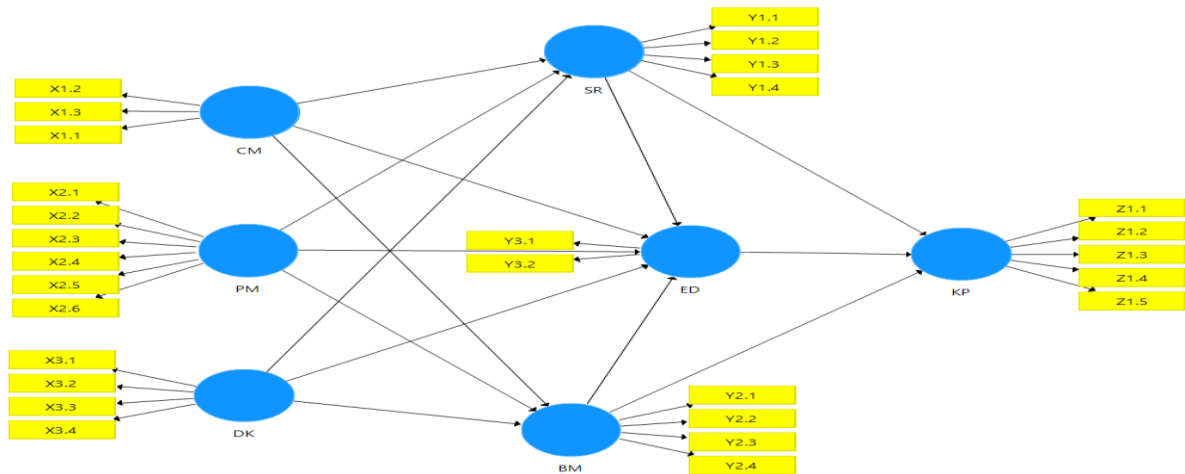 X1.2
X1.3
X1.1
CM
X2.1
X2.2
X2.3
X2.4
X2.5
X2.6
PM
X3.1
X3.2
X3.3
X3.4
DK
Y1.1
Y1.2
Y1.3
Y1.4
SR
Y3.1
Y3.2
ED
Y2.1
Y2.2
Y2.3
Y2.4
BM
Z1.1
Z1.2
Z1.3
Z1.4
Z1.5
KP